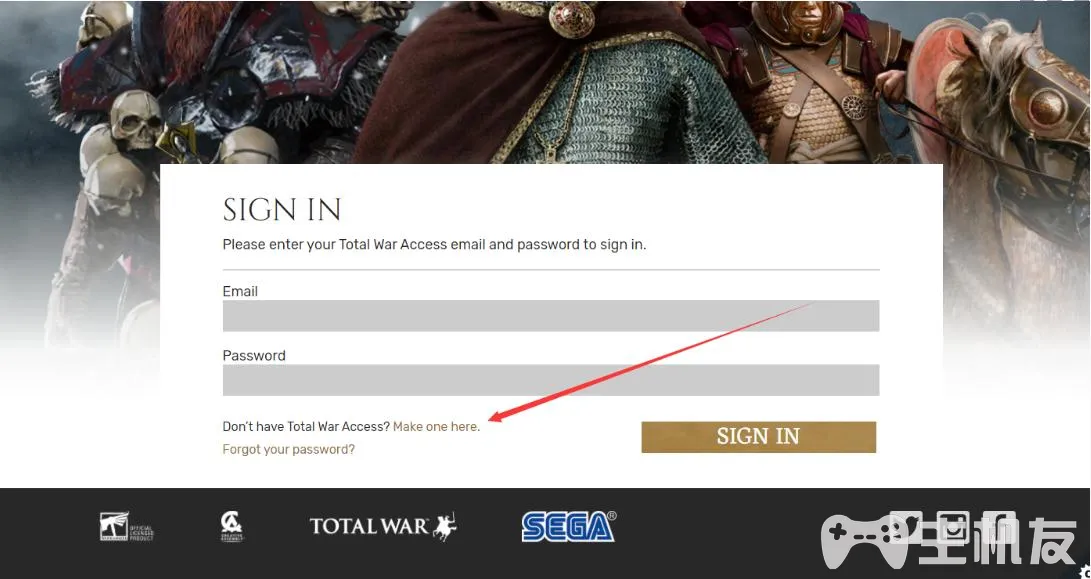 SIGN IN
Please enter your Total War Access email and password to sign in.
Email
Password
Don't have Total War Access? Make one here.
Forgot your password?
SIGN IN
OFFICIAL
LICENSED
PRODUCT
CREATIVE
ASSEMBLY
TOTAL WAR
SEGA®
主机友